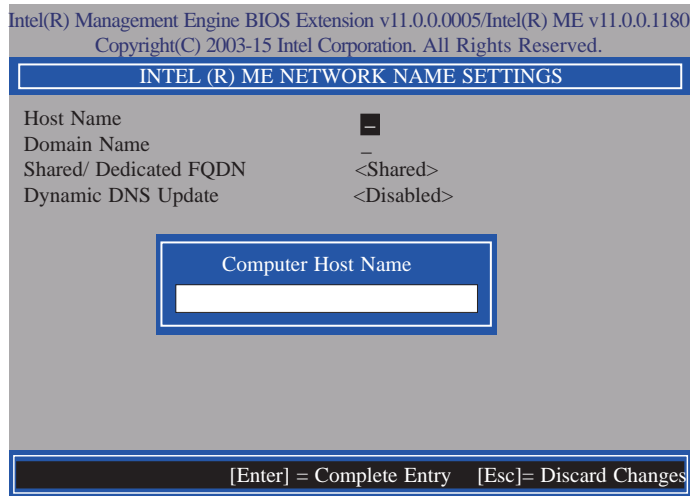 Intel(R) Management Engine BIOS Extension v11.0.0.0005/Intel(R) ME v11.0.0.1180
Copyright(C) 2003-15 Intel Corporation. All Rights Reserved.
INTEL (R) ME NETWORK NAME SETTINGS
Host Name _
Domain Name _
Shared/ Dedicated FQDN <Shared>
Dynamic DNS Update <Disabled>
Computer Host Name
[Enter] = Complete Entry [Esc]= Discard Changes